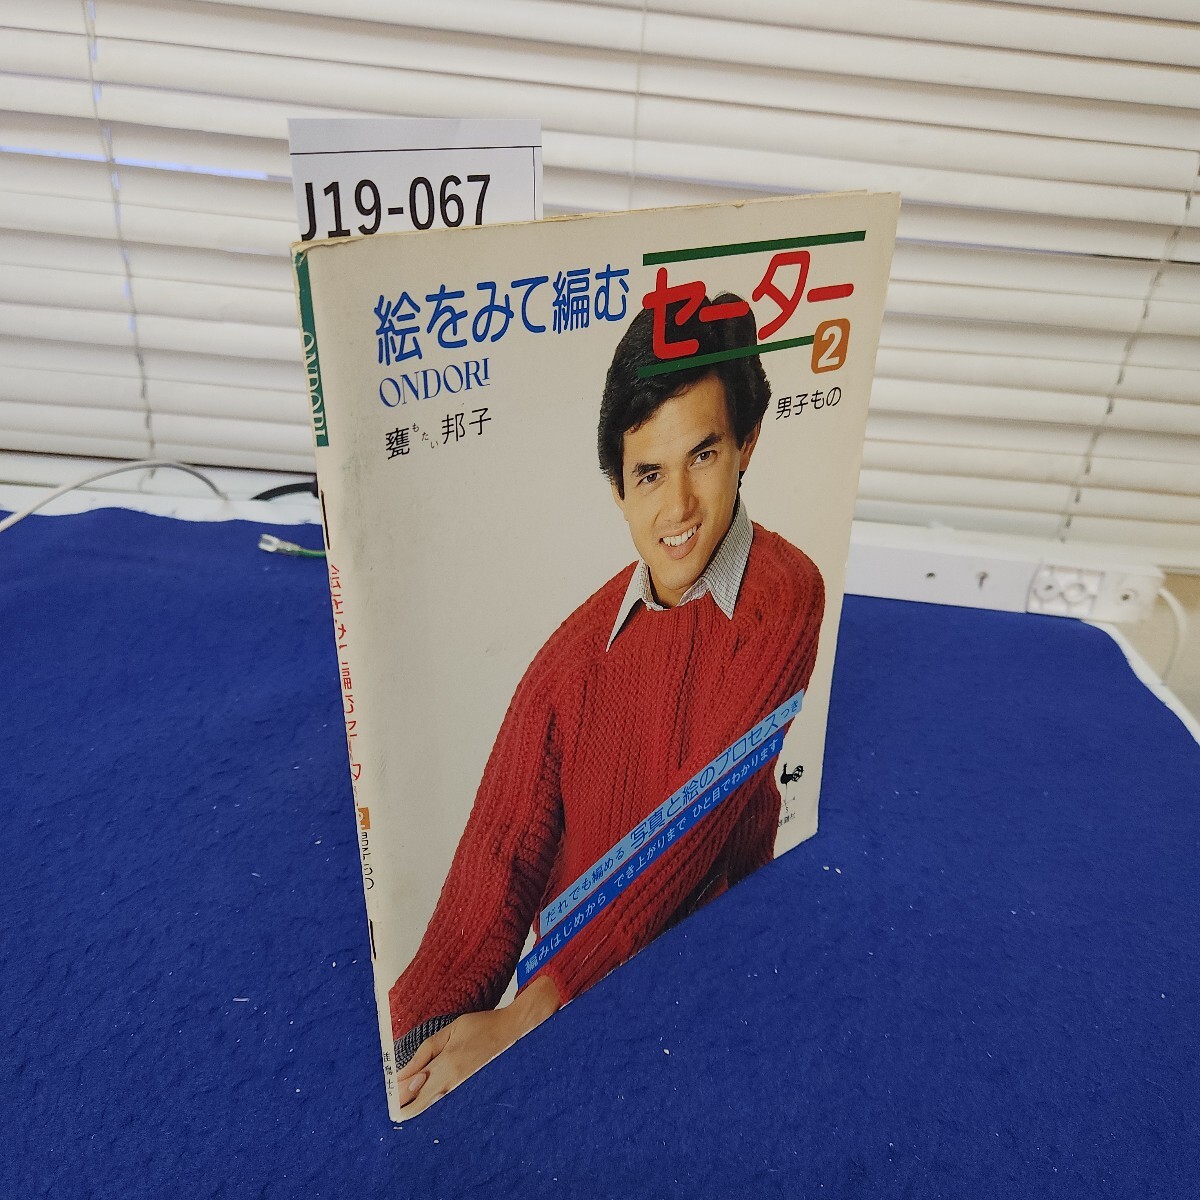 J19-067
絵をみて編む
セーター
2
ONDORI
男子もの
甕もたい邦子
だれでも編める 写真と絵のプロセスつき
編みはじめから でき上がりまで ひと目でわかります
雄鶏社
ONDORI